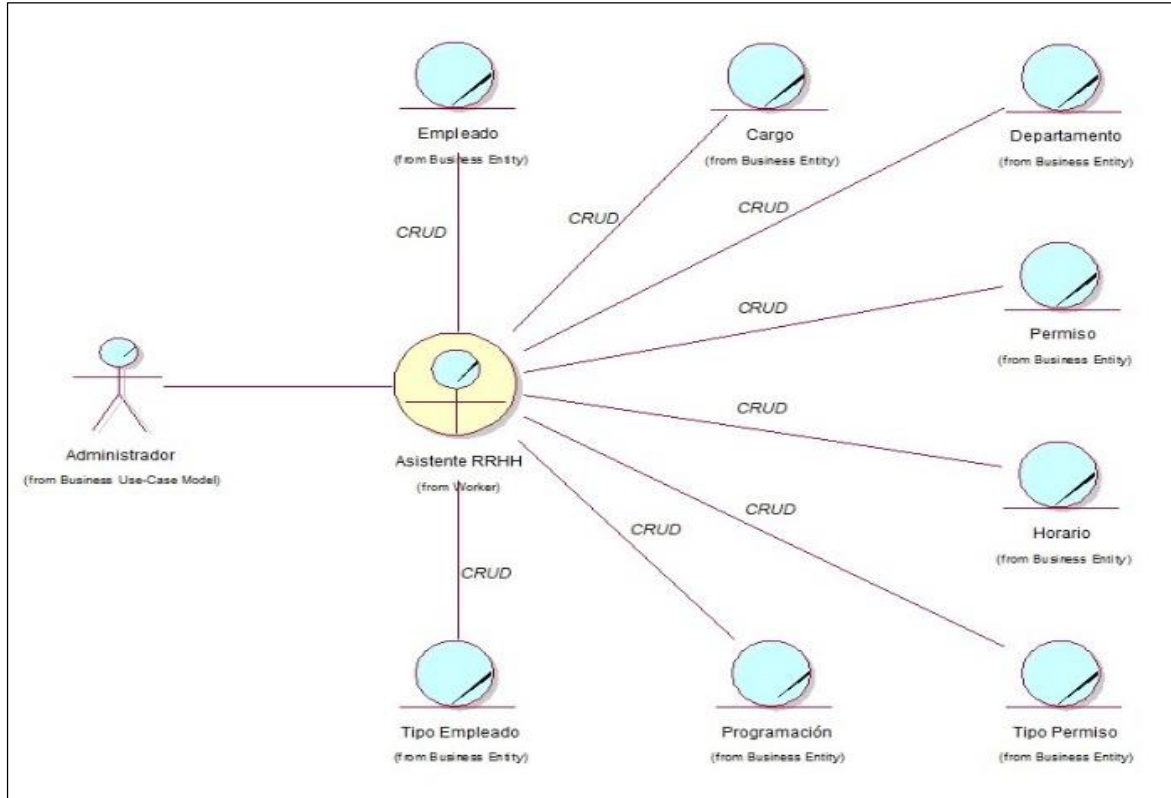 Empleado
(from Business Entity)
Cargo
(from Business Entity)
Departamento
(from Business Entity)
CRUD
CRUD
CRUD
CRUD
Permiso
(from Business Entity)
Administrador
(from Business Use-Case Model)
Asistente RRHH
(from Worker)
CRUD
Horario
(from Business Entity)
CRUD
CRUD
CRUD
Tipo Empleado
(from Business Entity)
Programación
(from Business Entity)
Tipo Permiso
(from Business Entity)